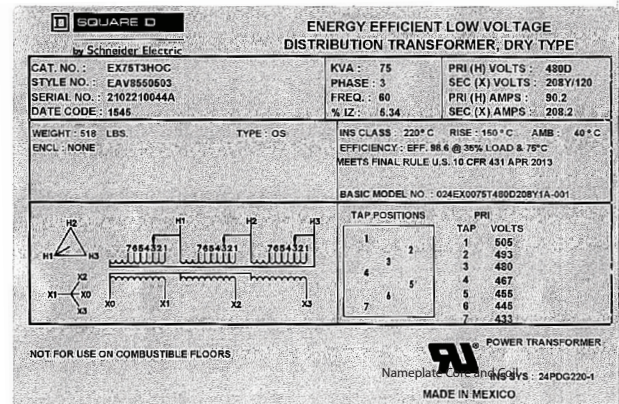 D SQUARE D
by Schneider Electric
ENERGY EFFICIENT LOW VOLTAGE
DISTRIBUTION TRANSFORMER, DRY TYPE
CAT. NO. : EX75T3HOC
STYLE NO. : EAV8550503
SERIAL NO. : 2102210044A
DATE CODE : 1545
KVA : 75
PHASE : 3
FREQ. : 60
% IZ : 5.34
PRI (H) VOLTS : 480D
SEC (X) VOLTS : 208Y/120
PRI (H) AMPS : 90.2
SEC (X) AMPS : 208.2
WEIGHT : 518 LBS. TYPE : OS
ENCL : NONE
INS CLASS : 220° C RISE : 150° C AMB : 40° C
EFFICIENCY : EFF. 98.6 @ 35% LOAD & 75°C
MEETS FINAL RULE U.S. 10 CFR 431 APR 2013
BASIC MODEL NO. : 024EX0075T480D208Y1A-001
H2
H1 H3
X2
X1 X0
X3
H1 H2 H3
7654321 7654321 7654321
X0 X1 X2 X3
TAP POSITIONS
1
2
3
4
5
6
7
PRI
TAP VOLTS
1 505
2 493
3 480
4 467
5 455
6 445
7 433
NOT FOR USE ON COMBUSTIBLE FLOORS
RU
POWER TRANSFORMER
Nameplate Core and Coil
INS SYS : 24PDG220-1
MADE IN MEXICO